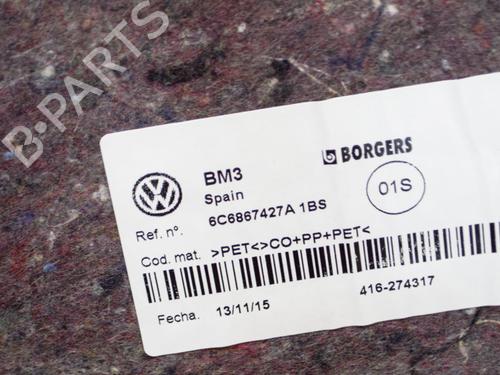 B-PARTS
BM3
Spain
BORGERS
Ref. nº. 6C6867427A 1BS
01S
Cod. mat. >PET<>CO+PP+PET<
416-274317
Fecha. 13/11/15